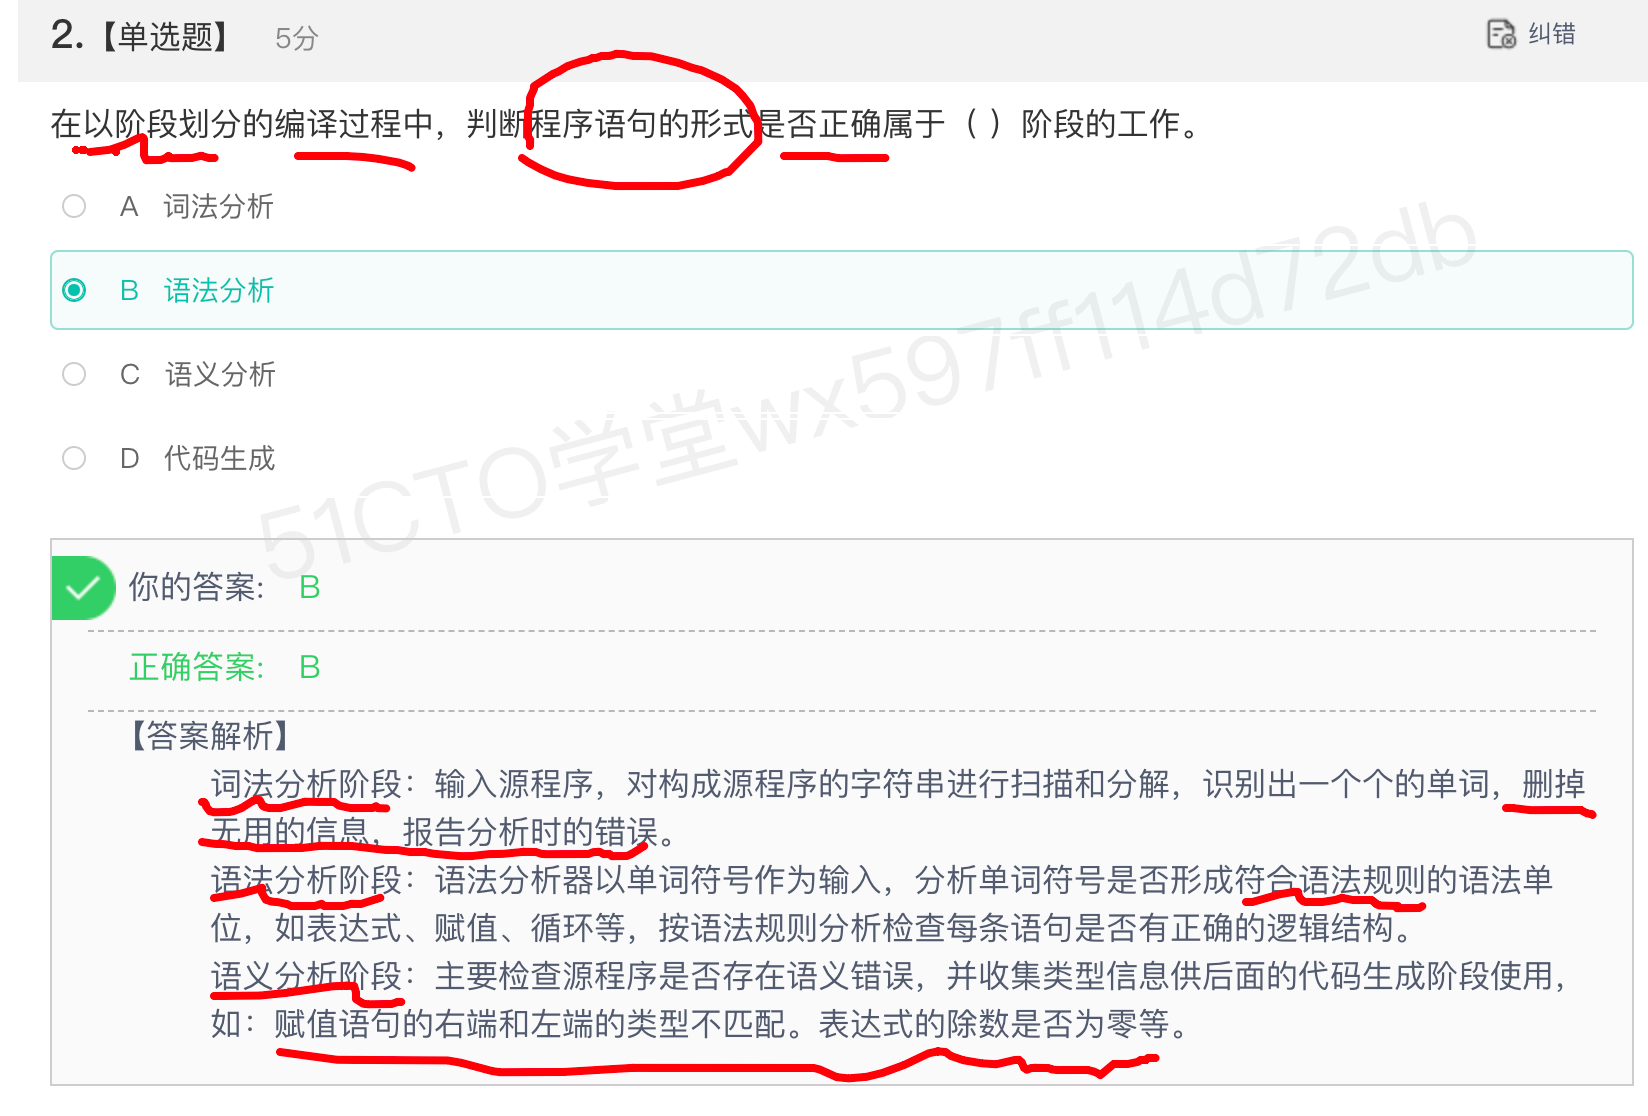 2.【单选题】 5分 纠错
在以阶段划分的编译过程中，判断程序语句的形式是否正确属于（ ）阶段的工作。
A 词法分析
B 语法分析
C 语义分析
D 代码生成
51CTO学堂wx597ff114d72db
你的答案: B
正确答案: B
【答案解析】
词法分析阶段：输入源程序，对构成源程序的字符串进行扫描和分解，识别出一个个的单词，删掉
无用的信息，报告分析时的错误。
语法分析阶段：语法分析器以单词符号作为输入，分析单词符号是否形成符合语法规则的语法单
位，如表达式、赋值、循环等，按语法规则分析检查每条语句是否有正确的逻辑结构。
语义分析阶段：主要检查源程序是否存在语义错误，并收集类型信息供后面的代码生成阶段使用，
如：赋值语句的右端和左端的类型不匹配。表达式的除数是否为零等。